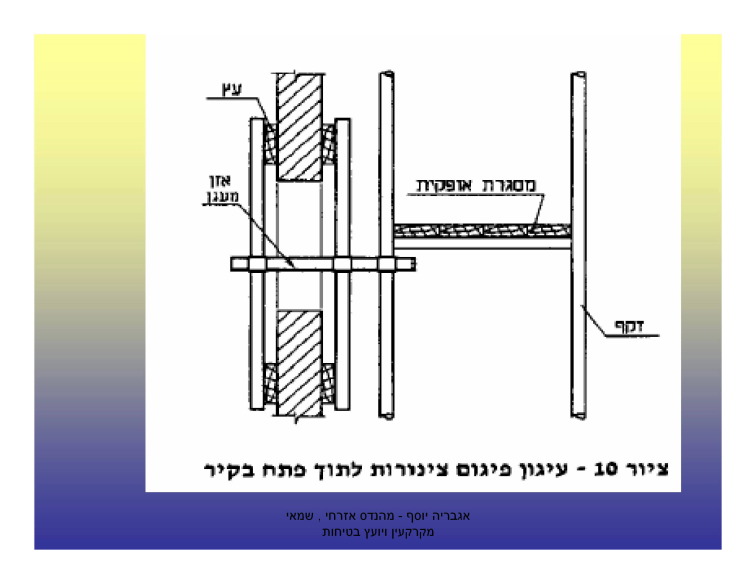 עץ
אזן
מעגן
מסגרת אופקית
זקף
ציור 10 - עיגון פיגום צינורות לתוך פתח בקיר
אגבריה יוסף - מהנדס אזרחי , שמאי
מקרקעין ויועץ בטיחות